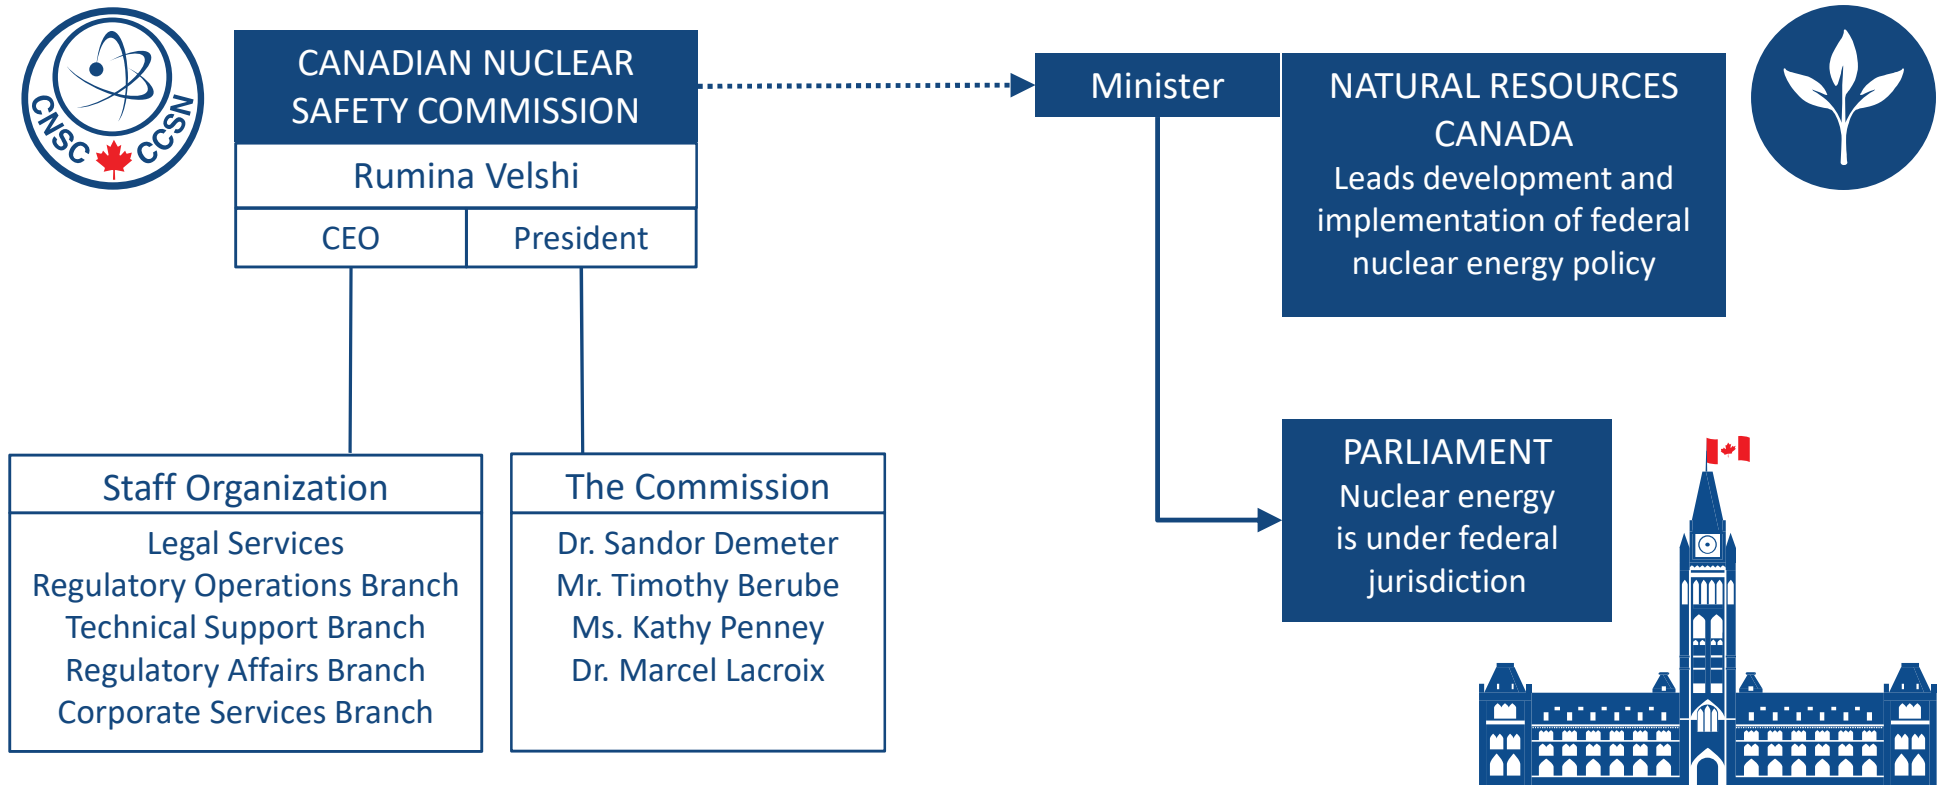 CNSC CCSN
CANADIAN NUCLEAR
SAFETY COMMISSION
Rumina Velshi
CEO
President
Staff Organization
Legal Services
Regulatory Operations Branch
Technical Support Branch
Regulatory Affairs Branch
Corporate Services Branch
The Commission
Dr. Sandor Demeter
Mr. Timothy Berube
Ms. Kathy Penney
Dr. Marcel Lacroix
Minister
NATURAL RESOURCES
CANADA
Leads development and
implementation of federal
nuclear energy policy
PARLIAMENT
Nuclear energy
is under federal
jurisdiction